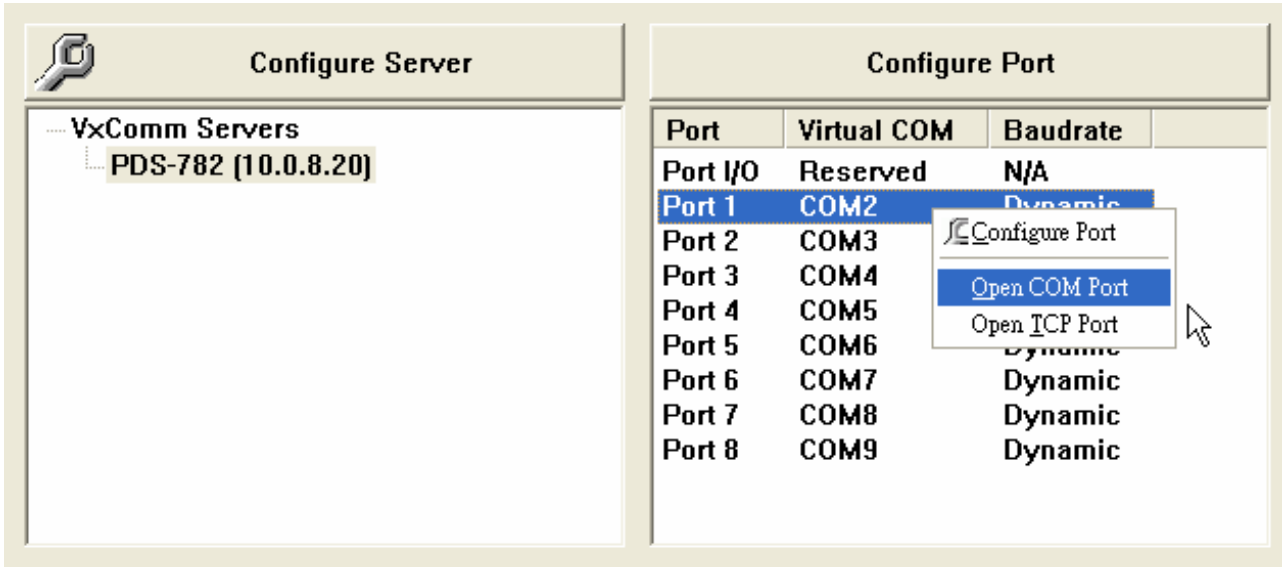 Configure Server
VxComm Servers
PDS-782 (10.0.8.20)
Configure Port
Port Virtual COM Baudrate
Port I/O Reserved N/A
Port 1 COM2 Dynamic
Port 2 COM3
Port 3 COM4
Port 4 COM5
Port 5 COM6 Dynamic
Port 6 COM7 Dynamic
Port 7 COM8 Dynamic
Port 8 COM9 Dynamic
Configure Port
Open COM Port
Open TCP Port